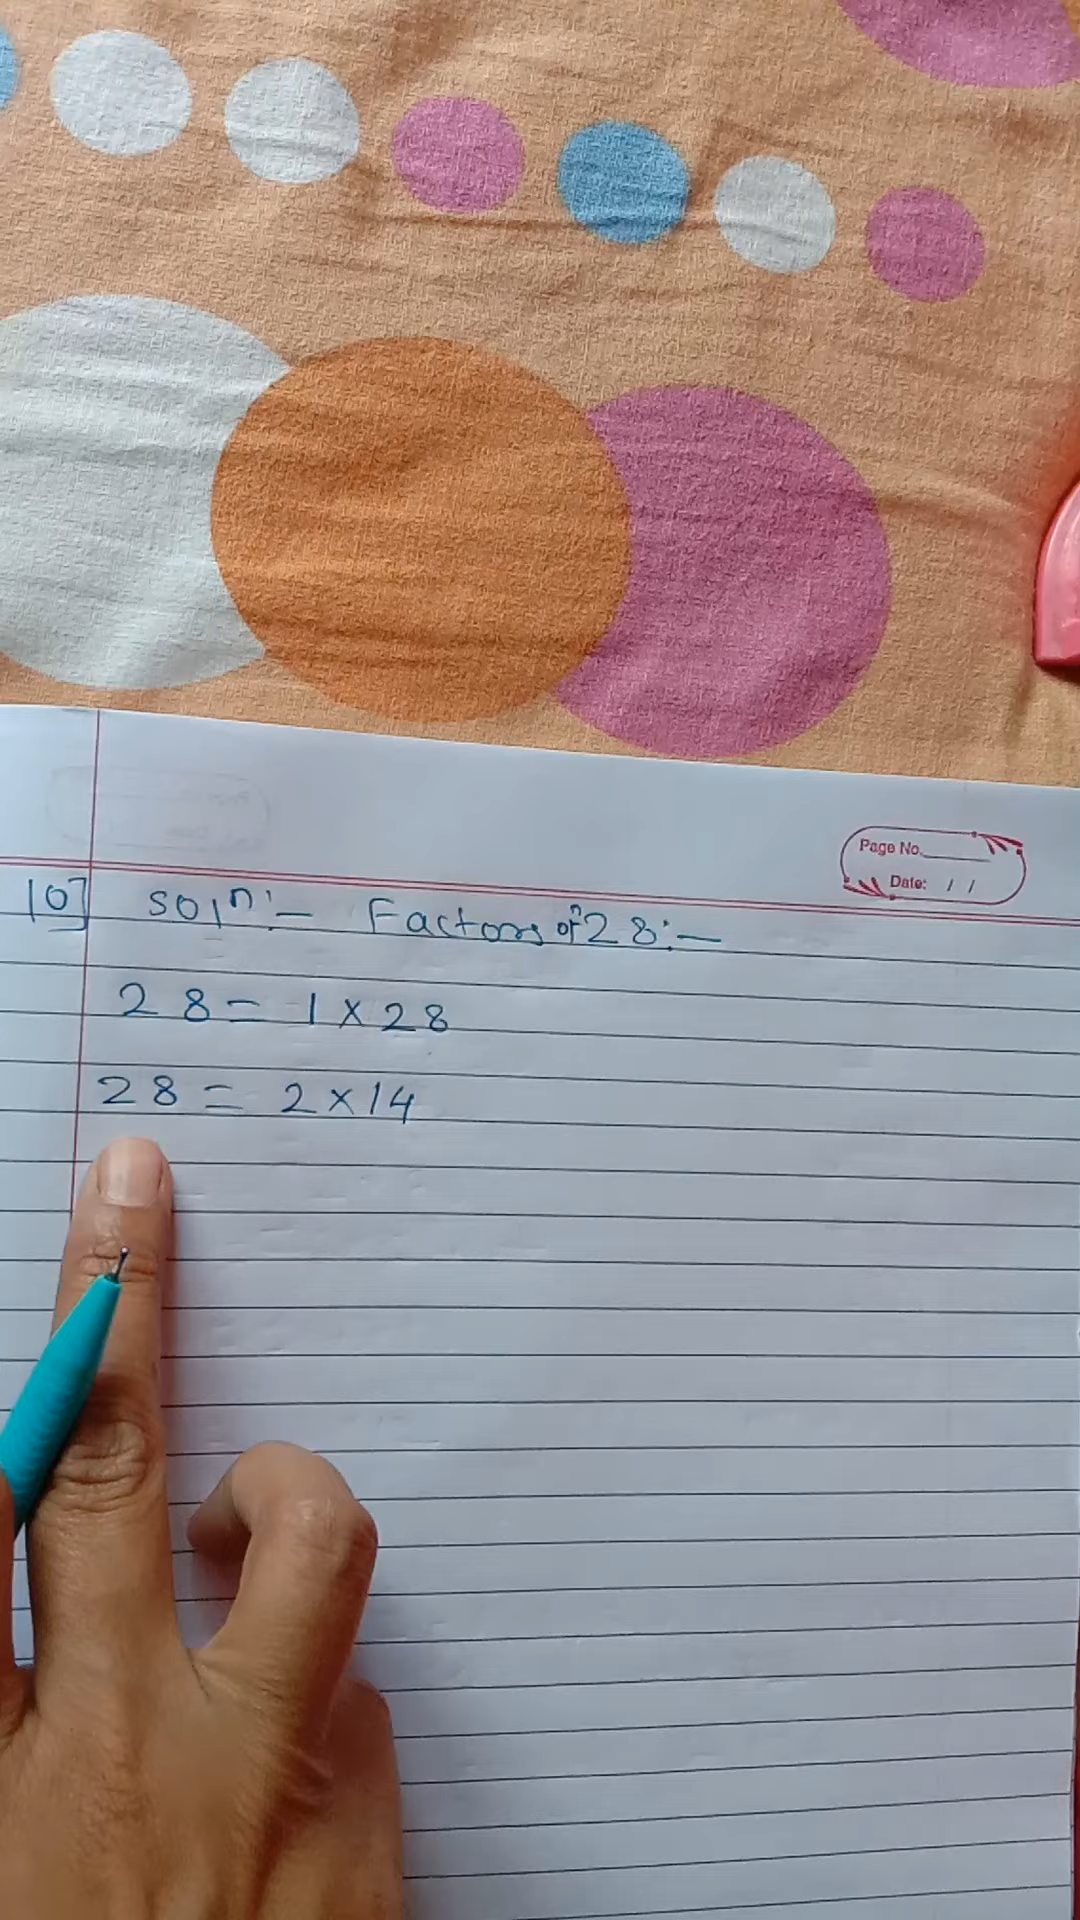 Page No.
Date: / /
10] Soln:- Factors of 28:-
28 = 1 x 28
28 = 2 x 14